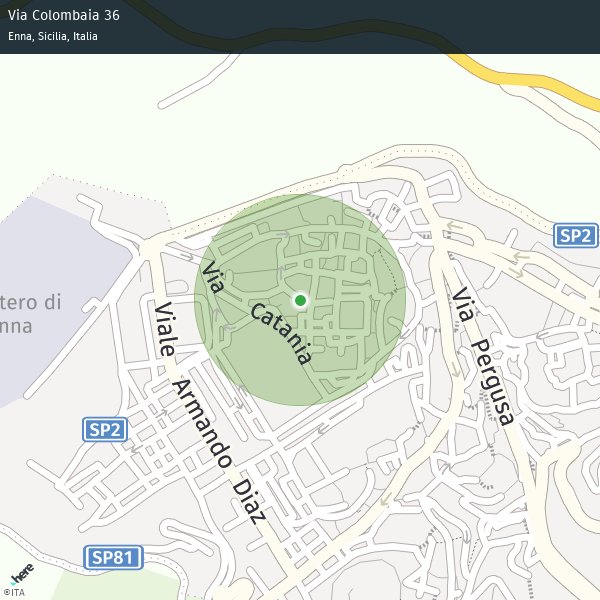 Via Colombaia 36
Enna, Sicilia, Italia
SP2
Via Catania
tero di
nna
Viale Armando Diaz
Via Pergusa
SP2
SP81
here
©ITA